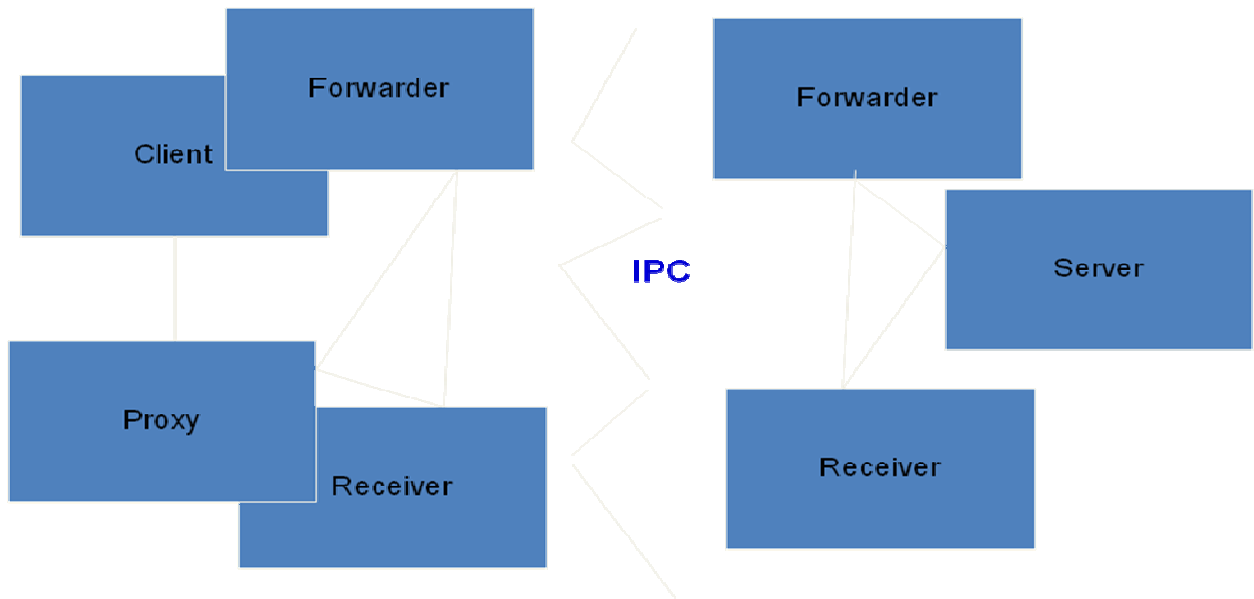 Forwarder
Client
Proxy
Receiver
IPC
Forwarder
Server
Receiver